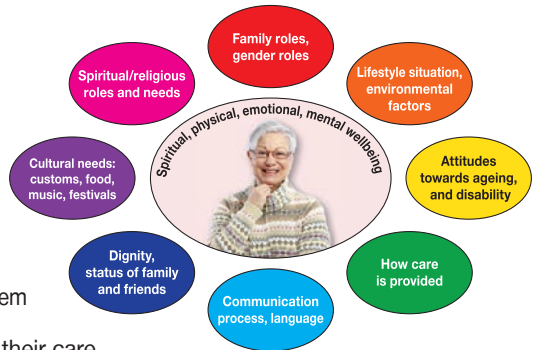 Family roles,
gender roles
Spiritual/religious
roles and needs
Lifestyle situation,
environmental
factors
Spiritual, physical, emotional, mental wellbeing
Cultural needs:
customs, food,
music, festivals
Attitudes
towards ageing,
and disability
Dignity,
status of family
and friends
How care
is provided
Communication
process, language
em
their care